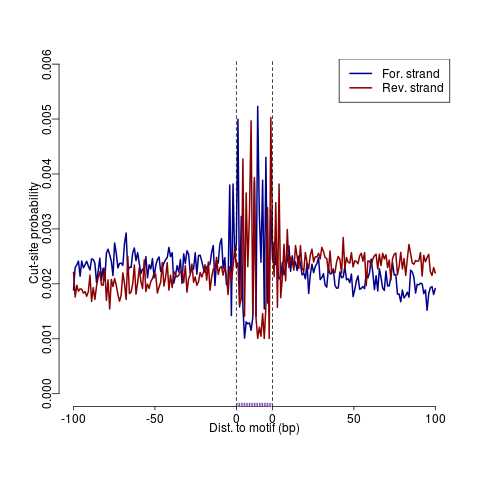 For. strand
Rev. strand
Cut-site probability
0.006
0.005
0.004
0.003
0.002
0.001
0.000
-100 -50 0 0 50 100
Dist. to motif (bp)